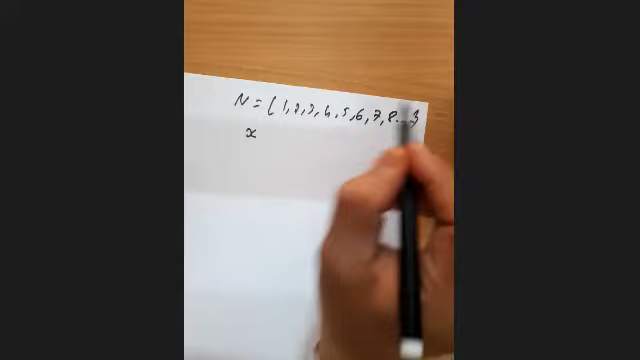 N = {1,2,3,4,5,6,7,8...}
x